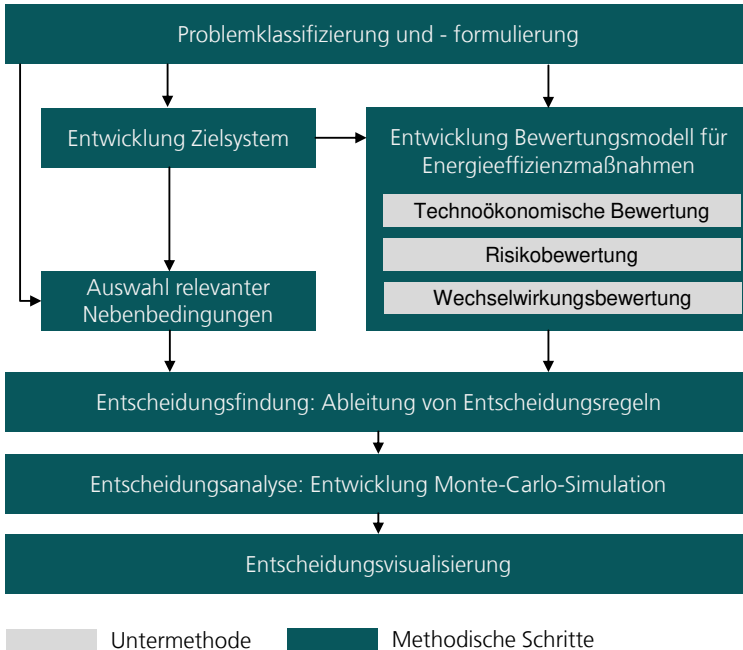 Problemklassifizierung und - formulierung
Entwicklung Zielsystem
Entwicklung Bewertungsmodell für
Energieeffizienzmaßnahmen
Technoökonomische Bewertung
Risikobewertung
Wechselwirkungsbewertung
Auswahl relevanter
Nebenbedingungen
Entscheidungsfindung: Ableitung von Entscheidungsregeln
Entscheidungsanalyse: Entwicklung Monte-Carlo-Simulation
Entscheidungsvisualisierung
Untermethode
Methodische Schritte